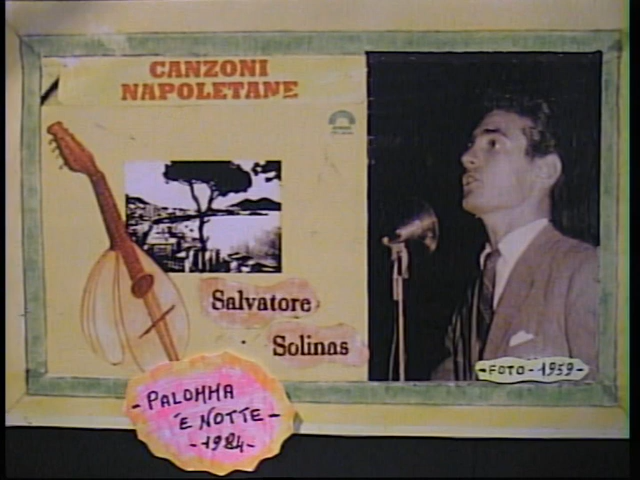 CANZONI
NAPOLETANE
Salvatore
Solinas
-FOTO-1959-
-PALOMMA
'E NOTTE-
-1984-